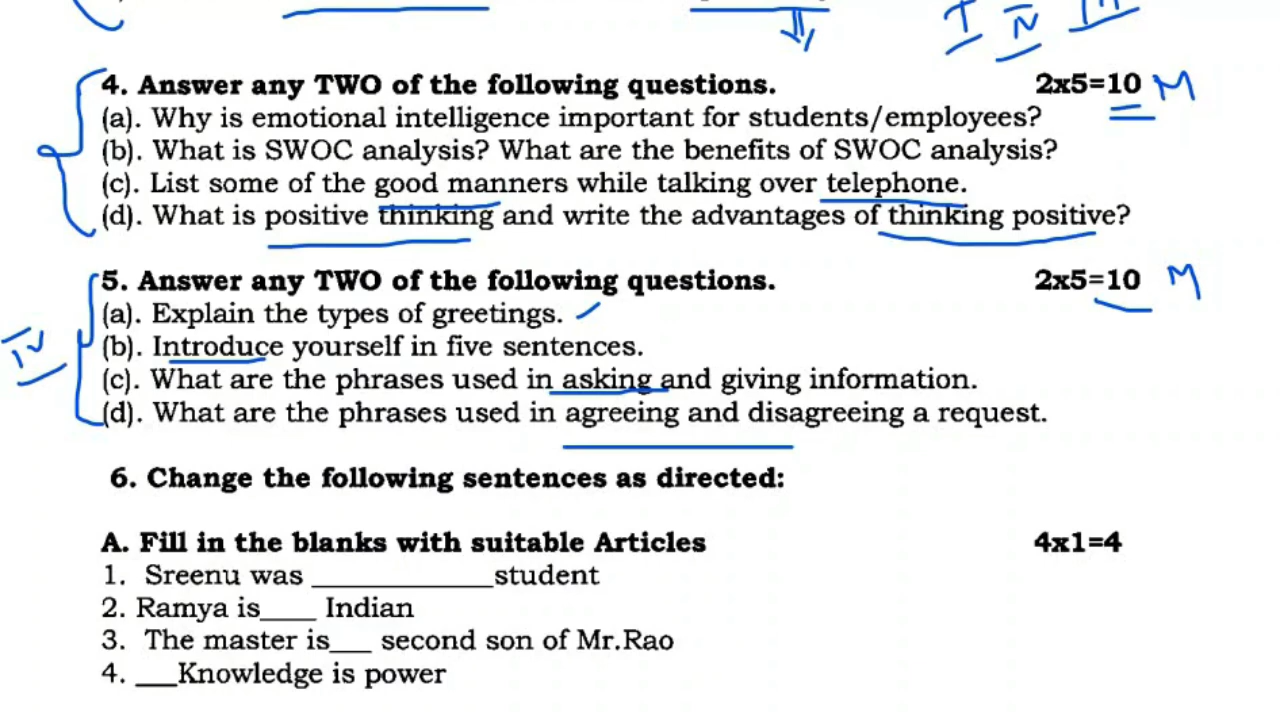 I IV III
4. Answer any TWO of the following questions. 2x5=10 M
(a). Why is emotional intelligence important for students/employees?
(b). What is SWOC analysis? What are the benefits of SWOC analysis?
(c). List some of the good manners while talking over telephone.
(d). What is positive thinking and write the advantages of thinking positive?
5. Answer any TWO of the following questions. 2x5=10 M
(a). Explain the types of greetings.
IV (b). Introduce yourself in five sentences.
(c). What are the phrases used in asking and giving information.
(d). What are the phrases used in agreeing and disagreeing a request.
6. Change the following sentences as directed:
A. Fill in the blanks with suitable Articles 4x1=4
1. Sreenu was _____________student
2. Ramya is____ Indian
3. The master is___ second son of Mr.Rao
4. ___Knowledge is power